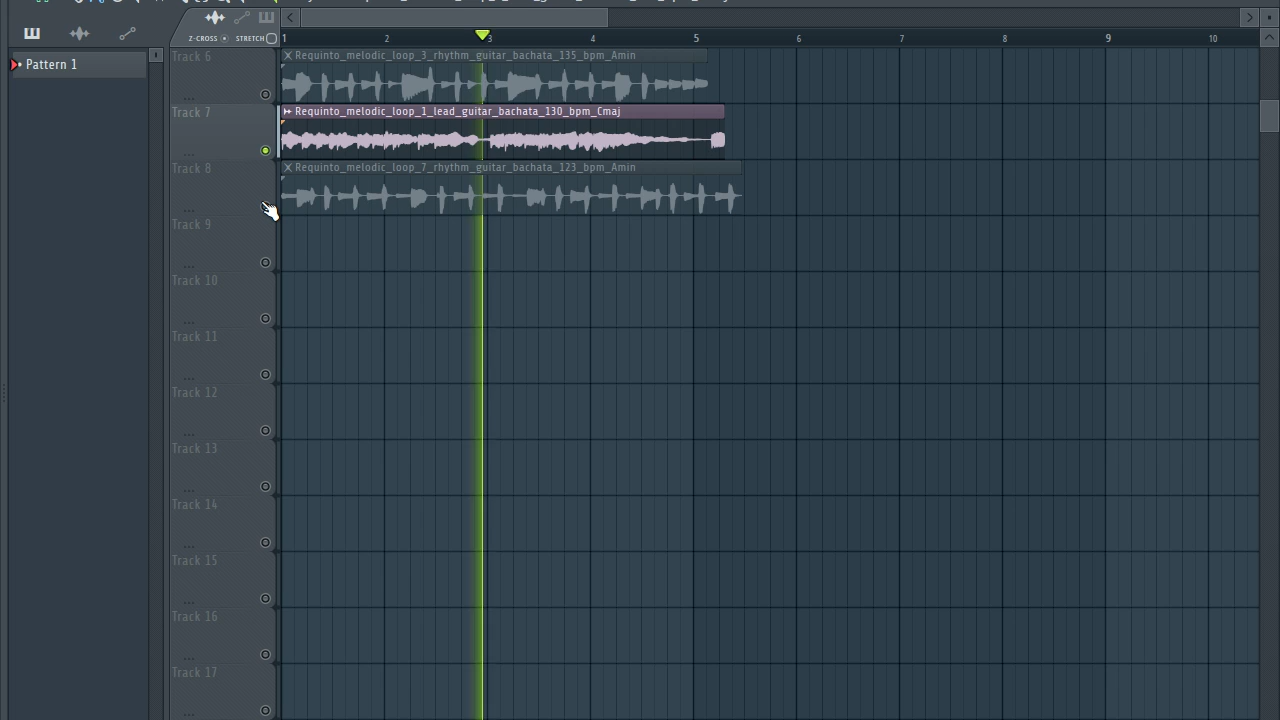 Z-CROSS STRETCH
1 2 3 4 5 6 7 8 9 10
Pattern 1
Track 6
Requinto_melodic_loop_3_rhythm_guitar_bachata_135_bpm_Amin
Track 7
Requinto_melodic_loop_1_lead_guitar_bachata_130_bpm_Cmaj
Track 8
Requinto_melodic_loop_7_rhythm_guitar_bachata_123_bpm_Amin
Track 9
Track 10
Track 11
Track 12
Track 13
Track 14
Track 15
Track 16
Track 17